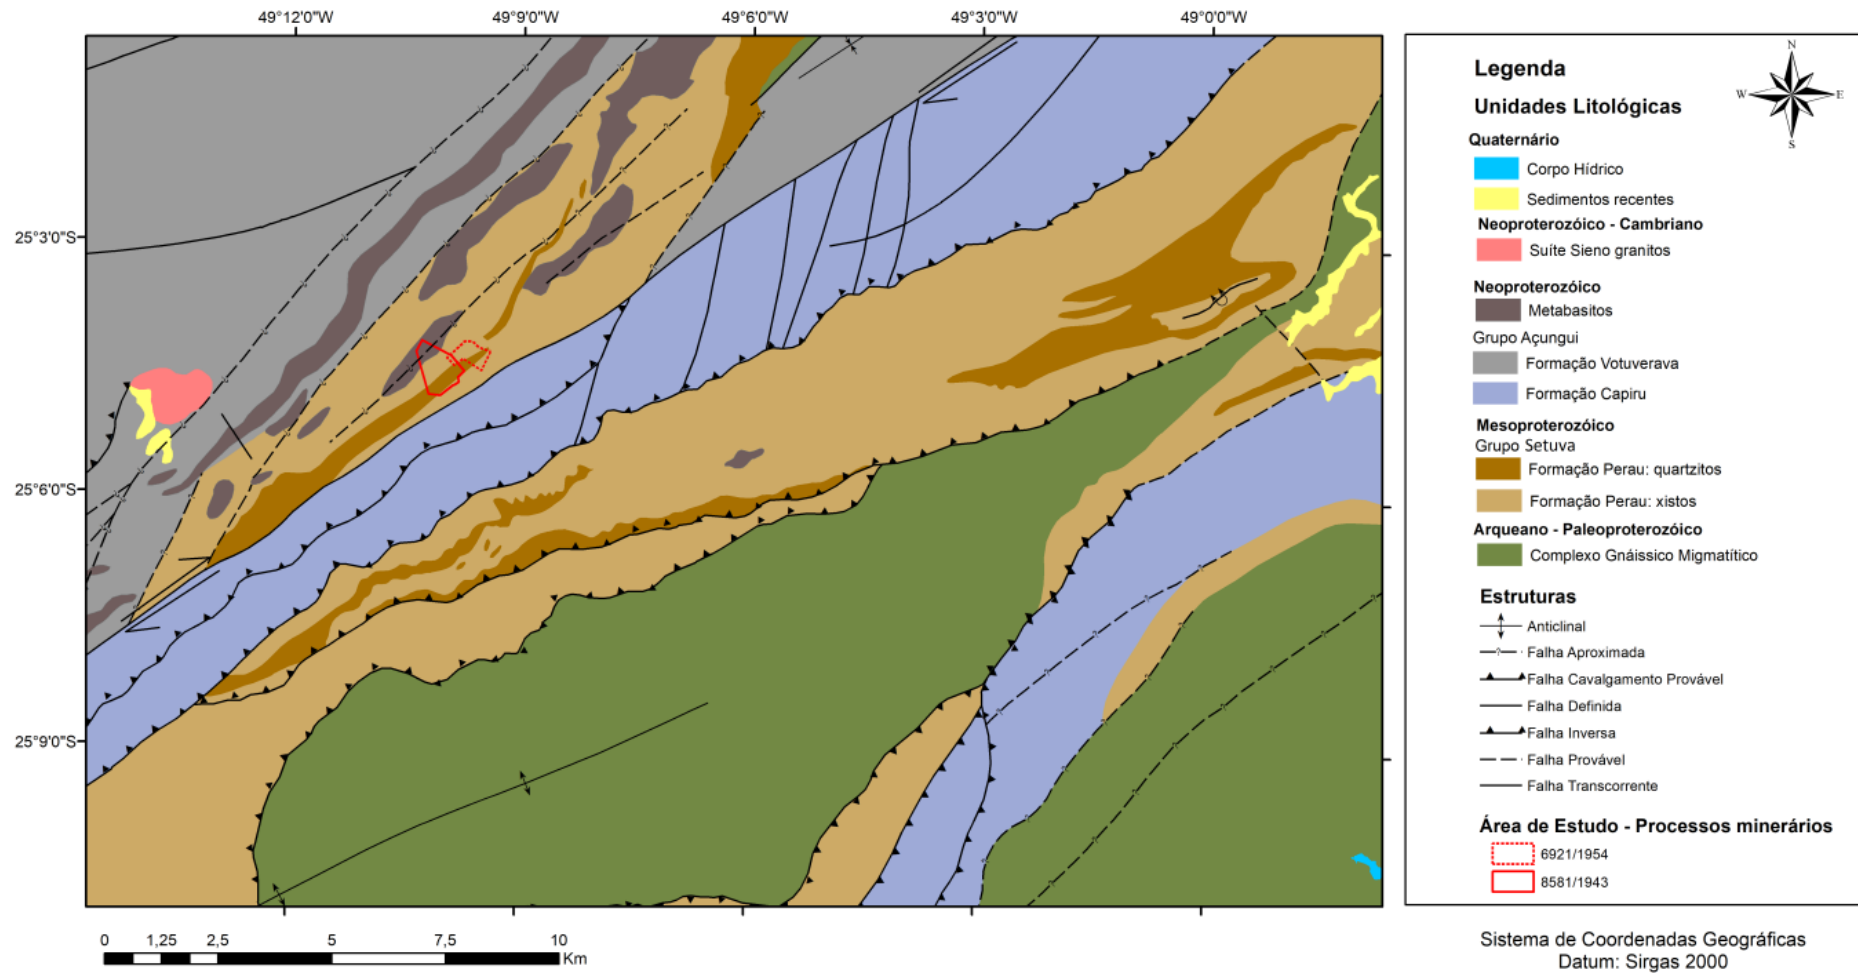 49°12'0"W 49°9'0"W 49°6'0"W 49°3'0"W 49°0'0"W
25°3'0"S
25°6'0"S
25°9'0"S
0 1,25 2,5 5 7,5 10
Km
N
W E
S
Legenda
Unidades Litológicas
Quaternário
Corpo Hídrico
Sedimentos recentes
Neoproterozóico - Cambriano
Suíte Sieno granitos
Neoproterozóico
Metabasitos
Grupo Açungui
Formação Votuverava
Formação Capiru
Mesoproterozóico
Grupo Setuva
Formação Perau: quartzitos
Formação Perau: xistos
Arqueano - Paleoproterozóico
Complexo Gnáissico Migmatítico
Estruturas
Anticlinal
Falha Aproximada
Falha Cavalgamento Provável
Falha Definida
Falha Inversa
Falha Provável
Falha Transcorrente
Área de Estudo - Processos minerários
6921/1954
8581/1943
Sistema de Coordenadas Geográficas
Datum: Sirgas 2000